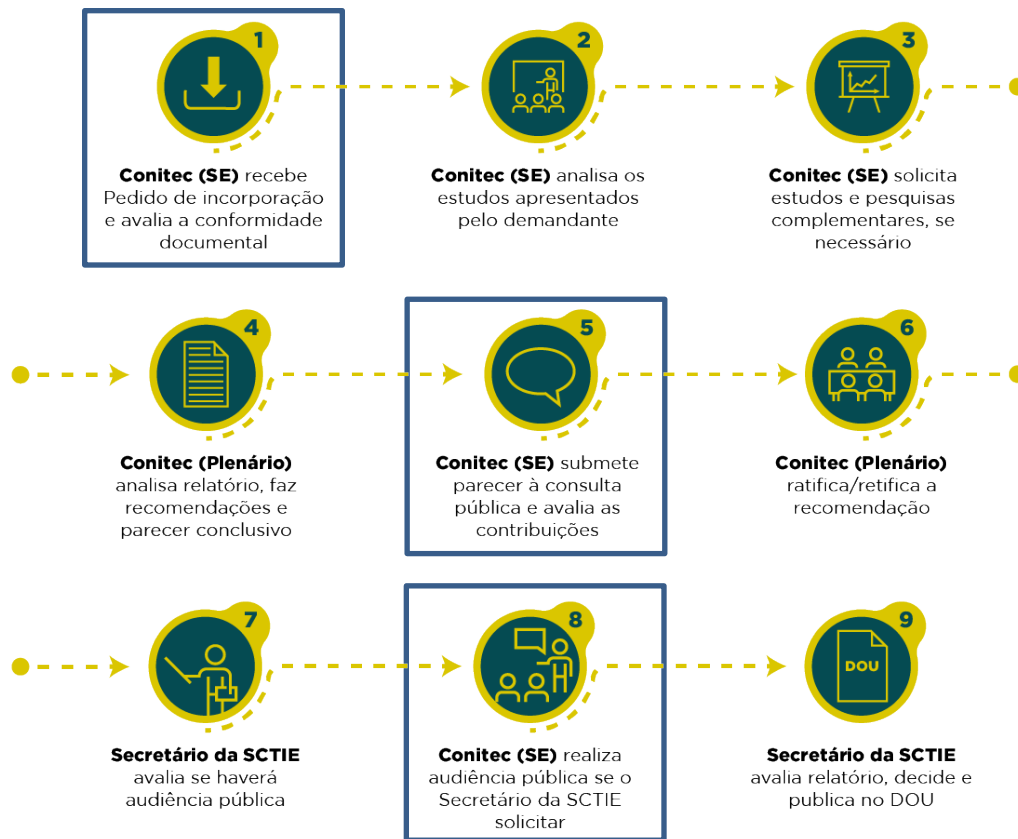 1
Conitec (SE) recebe
Pedido de incorporação
e avalia a conformidade
documental
2
Conitec (SE) analisa os
estudos apresentados
pelo demandante
3
Conitec (SE) solicita
estudos e pesquisas
complementares, se
necessário
4
Conitec (Plenário)
analisa relatório, faz
recomendações e
parecer conclusivo
5
Conitec (SE) submete
parecer à consulta
pública e avalia as
contribuições
6
Conitec (Plenário)
ratifica/retifica a
recomendação
7
Secretário da SCTIE
avalia se haverá
audiência pública
8
Conitec (SE) realiza
audiência pública se o
Secretário da SCTIE
solicitar
9
DOU
Secretário da SCTIE
avalia relatório, decide e
publica no DOU